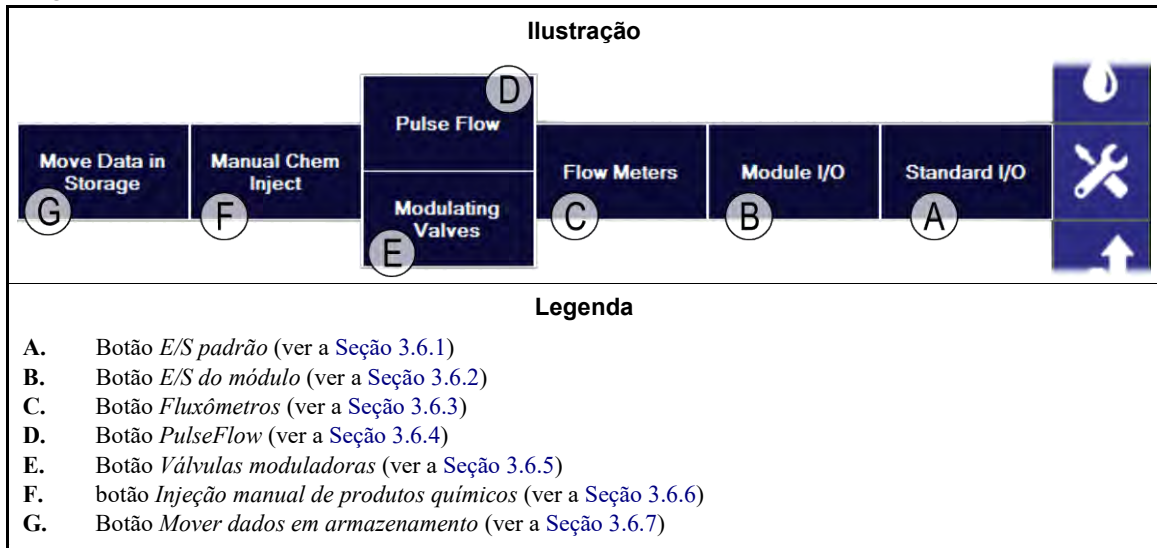 Ilustração
D
Pulse Flow
Move Data in
Storage
G
Manual Chem
Inject
F
Modulating
Valves
E
Flow Meters
C
Module I/O
B
Standard I/O
A
Legenda
A. Botão E/S padrão (ver a Seção 3.6.1)
B. Botão E/S do módulo (ver a Seção 3.6.2)
C. Botão Fluxômetros (ver a Seção 3.6.3)
D. Botão PulseFlow (ver a Seção 3.6.4)
E. Botão Válvulas moduladoras (ver a Seção 3.6.5)
F. botão Injeção manual de produtos químicos (ver a Seção 3.6.6)
G. Botão Mover dados em armazenamento (ver a Seção 3.6.7)